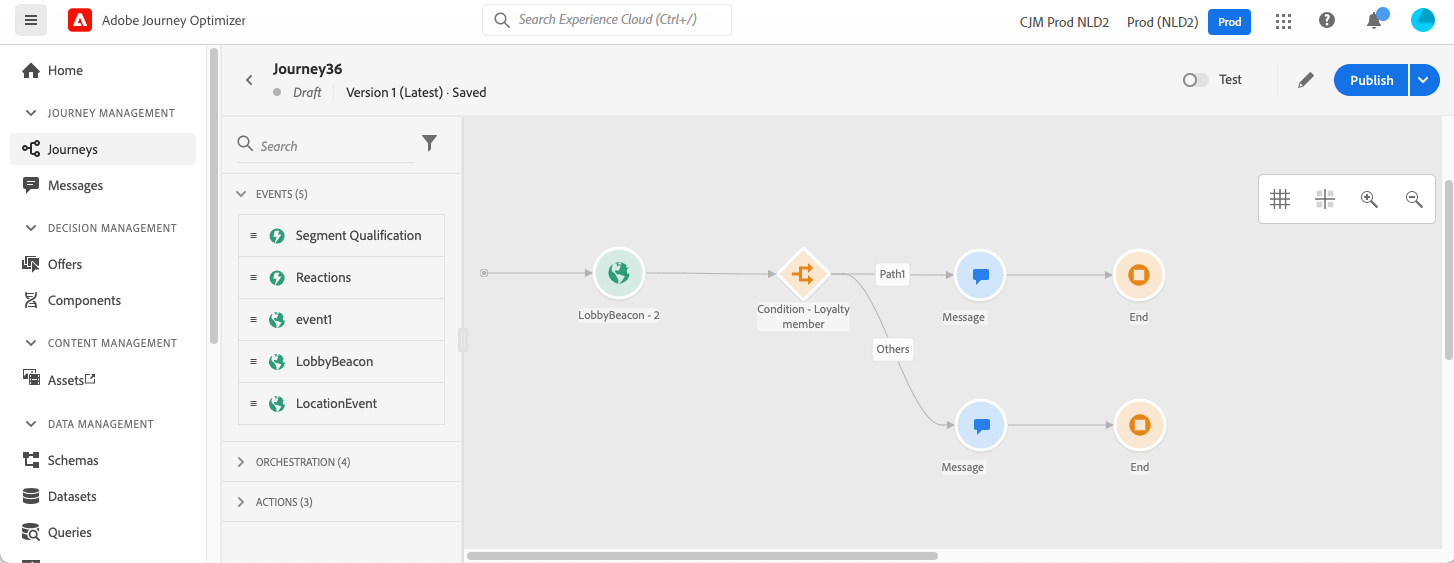 Adobe Journey Optimizer
Search Experience Cloud (Ctrl+/)
CJM Prod NLD2
Prod (NLD2)
Prod
Home
JOURNEY MANAGEMENT
Journeys
Messages
DECISION MANAGEMENT
Offers
Components
CONTENT MANAGEMENT
Assets
DATA MANAGEMENT
Schemas
Datasets
Queries
Journey36
Draft
Version 1 (Latest) · Saved
Test
Publish
Search
EVENTS (5)
Segment Qualification
Reactions
event1
LobbyBeacon
LocationEvent
ORCHESTRATION (4)
ACTIONS (3)
LobbyBeacon - 2
Condition - Loyalty
member
Path1
Message
End
Others
Message
End